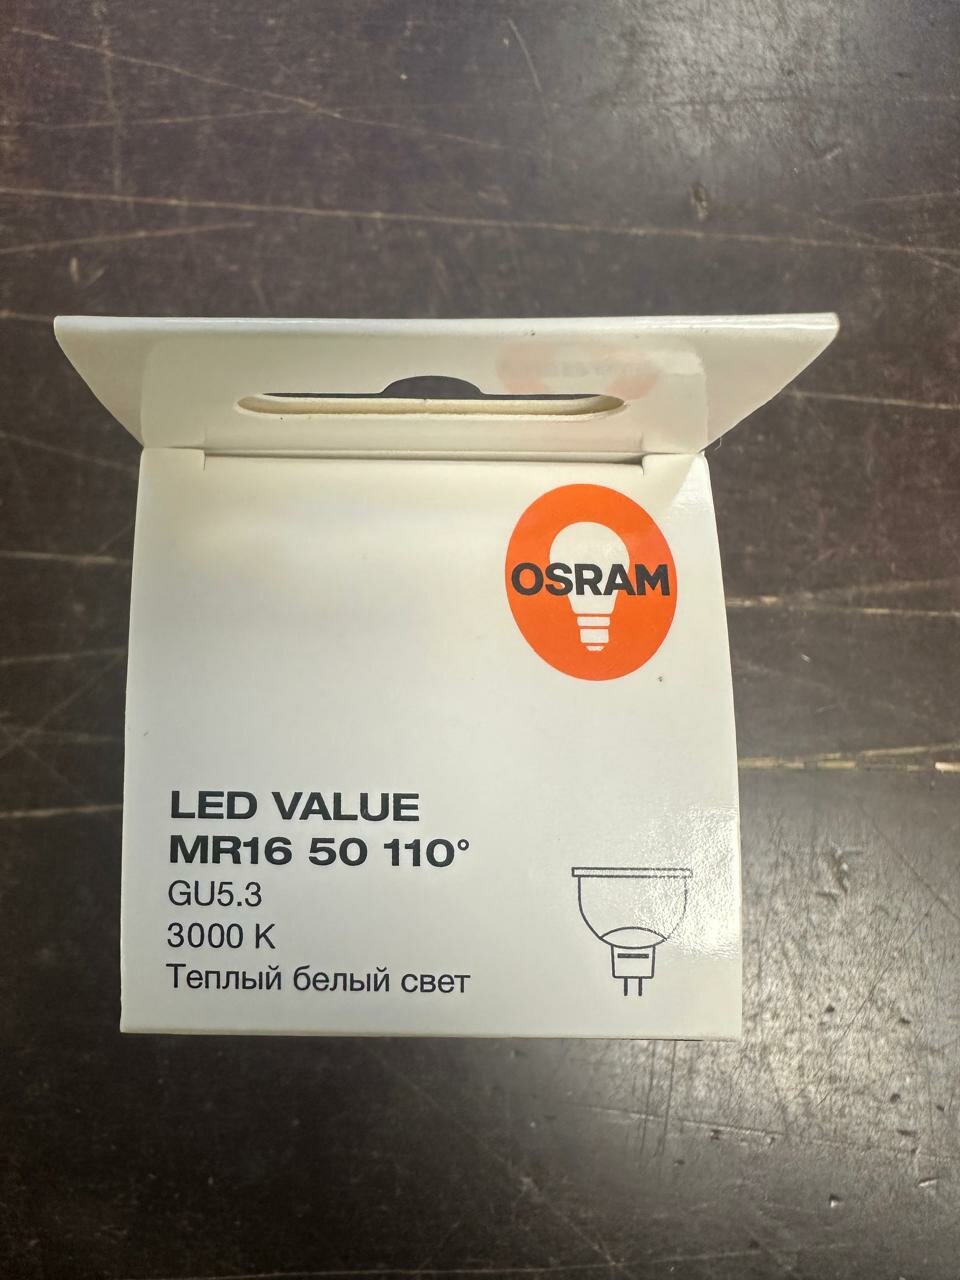 OSRAM
LED VALUE
MR16 50 110°
GU5.3
3000 K
Теплый белый свет